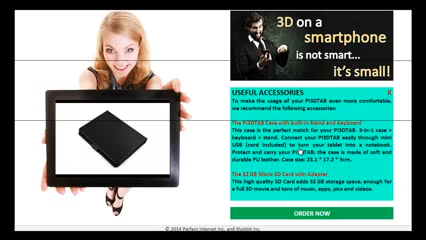 3D on a
smartphone
is not smart...
it's small!
USEFUL ACCESSORIES X
To make the usage of your PI3DTAB even more comfortable,
we recommend the following accessories:
The PI3DTAB Case with built-in Stand and Keyboard
This case is the perfect match for your PI3DTAB. 3-in-1 case +
keyboard + stand. Connect your PI3DTAB easily through mini
USB (cord included) to turn your tablet into a notebook.
Protect and carry your PI3DTAB: the case is made of soft and
durable PU leather. Case size: 23.1 * 17.2 * 3cm.
The 32 GB Micro SD Card with Adapter
This high quality SD Card adds 32 GB storage space, enough
for a full 3D movie and tons of music, apps, pics and videos.
ORDER NOW
© 2014 Perfect Internet Inc. and Shobbit Inc.